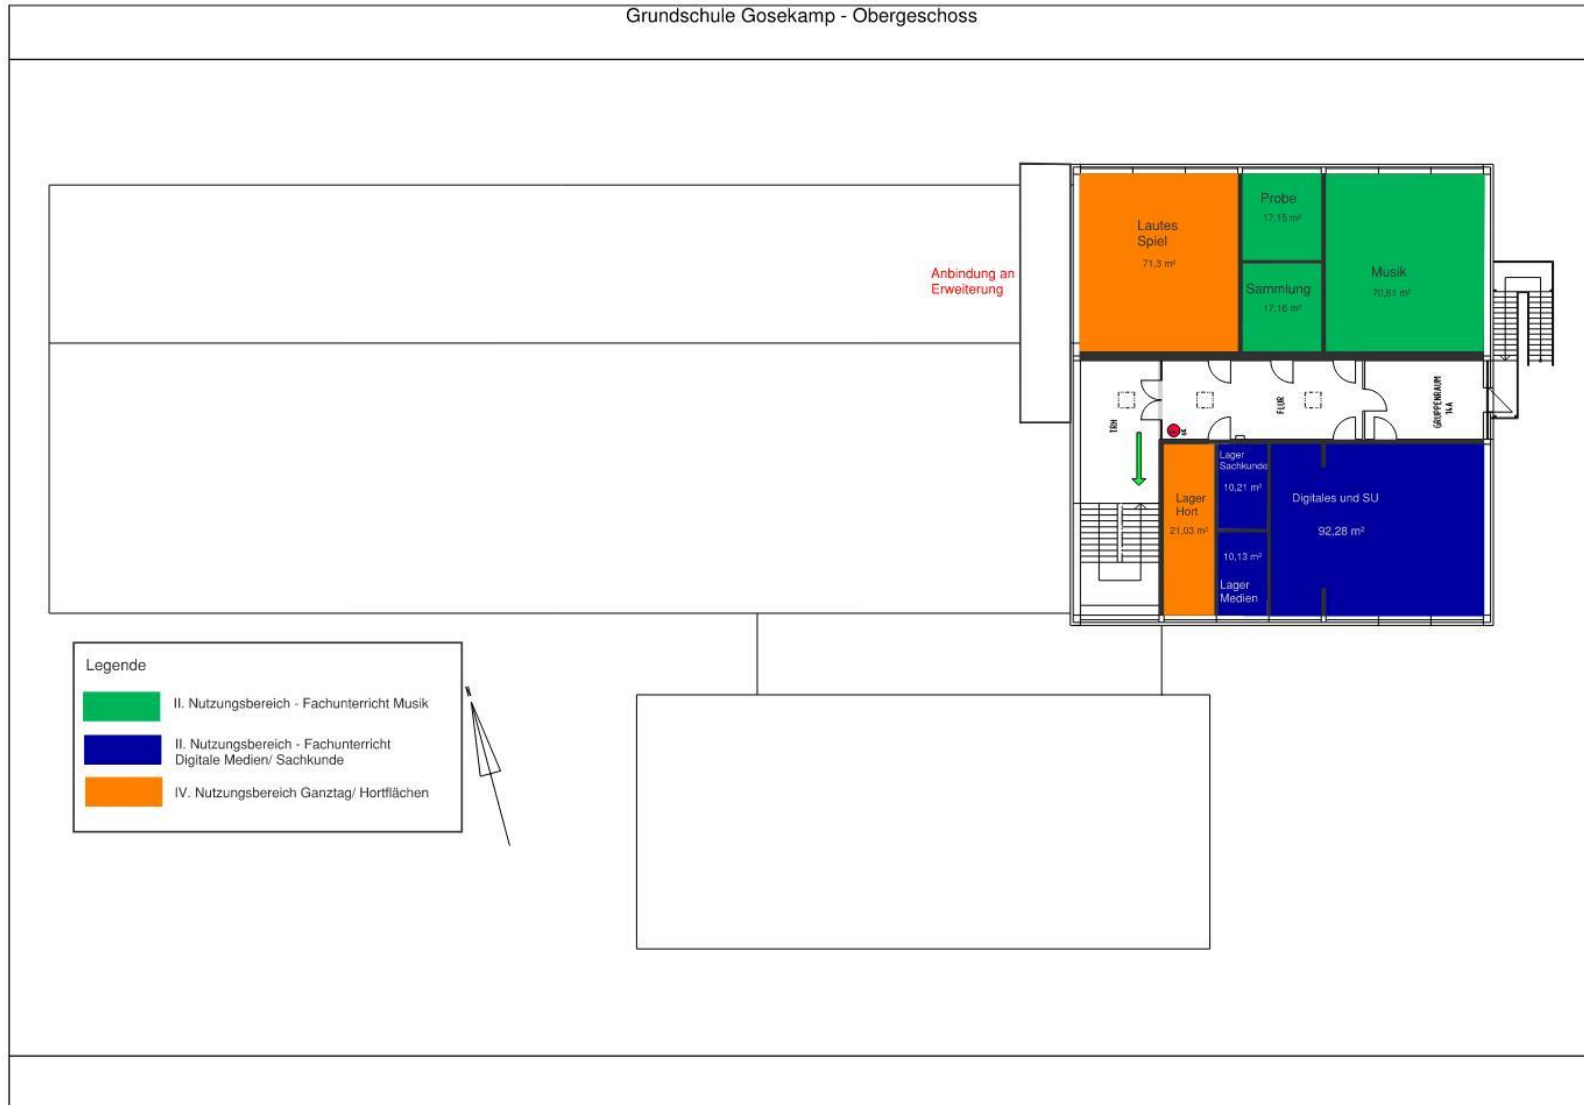 Grundschule Gosekamp - Obergeschoss
Lautes
Spiel
71,3 m²
Probe
17,15 m²
Sammlung
17,16 m²
Musik
70,61 m²
Anbindung an
Erweiterung
TRH
FLUR
GRUPPENRAUM
14A
Lager
Hort
21,03 m²
Lager
Sachkunde
10,21 m²
10,13 m²
Lager
Medien
Digitales und SU
92,28 m²
Legende
II. Nutzungsbereich - Fachunterricht Musik
II. Nutzungsbereich - Fachunterricht
Digitale Medien/ Sachkunde
IV. Nutzungsbereich Ganztag/ Hortflächen